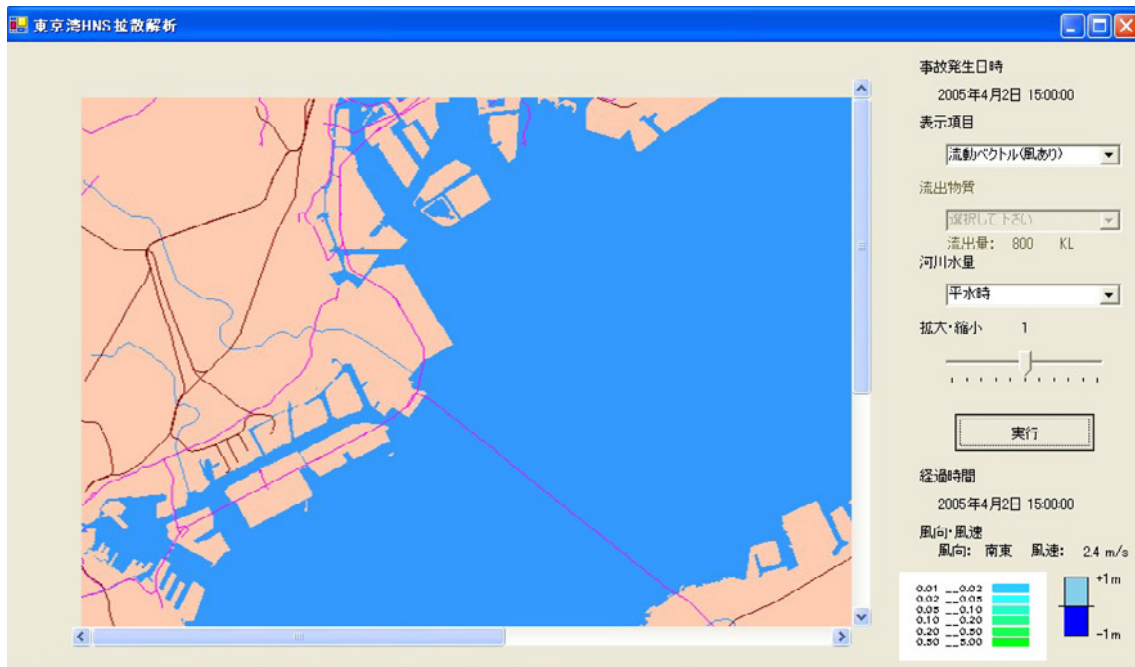 東京湾HNS拡散解析
事故発生日時
2005年4月2日 15:00:00
表示項目
流動ベクトル(風あり)
流出物質
選択して下さい
流出量: 800 KL
河川水量
平水時
拡大・縮小 1
実行
経過時間
2005年4月2日 15:00:00
風向・風速
風向: 南東 風速: 2.4 m/s
0.01 __0.02
0.02 __0.05
0.05 __0.10
0.10 __0.20
0.20 __0.50
0.50 __5.00
+1m
-1m